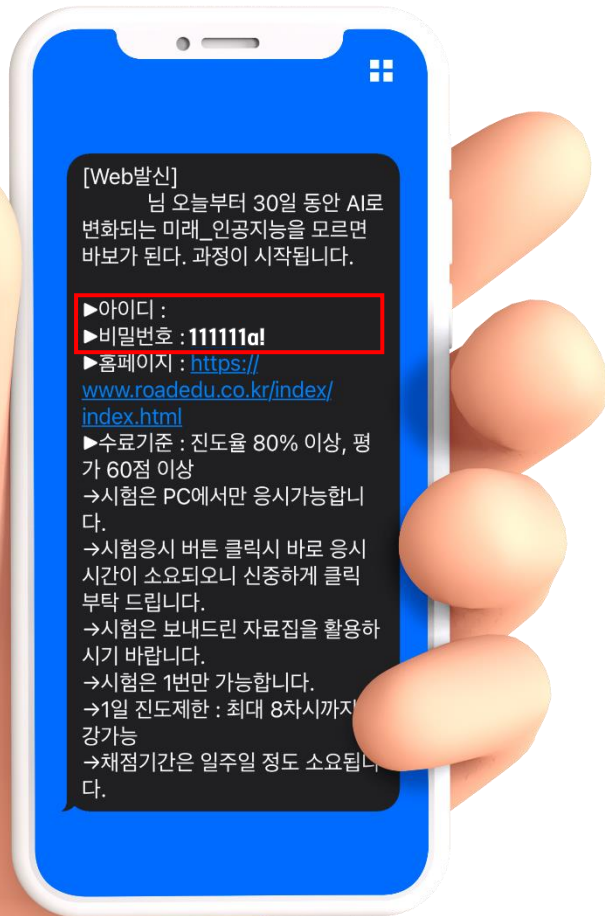 [Web발신]
님 오늘부터 30일 동안 AI로
변화되는 미래_인공지능을 모르면
바보가 된다. 과정이 시작됩니다.
▶아이디 :
▶비밀번호 : 111111a!
▶홈페이지 : https://
www.roadedu.co.kr/index/
index.html
▶수료기준 : 진도율 80% 이상, 평
가 60점 이상
→시험은 PC에서만 응시가능합니
다.
→시험응시 버튼 클릭시 바로 응시
시간이 소요되오니 신중하게 클릭
부탁 드립니다.
→시험은 보내드린 자료집을 활용하
시기 바랍니다.
→시험은 1번만 가능합니다.
→1일 진도제한 : 최대 8차시까지
강가능
→채점기간은 일주일 정도 소요됩니
다.